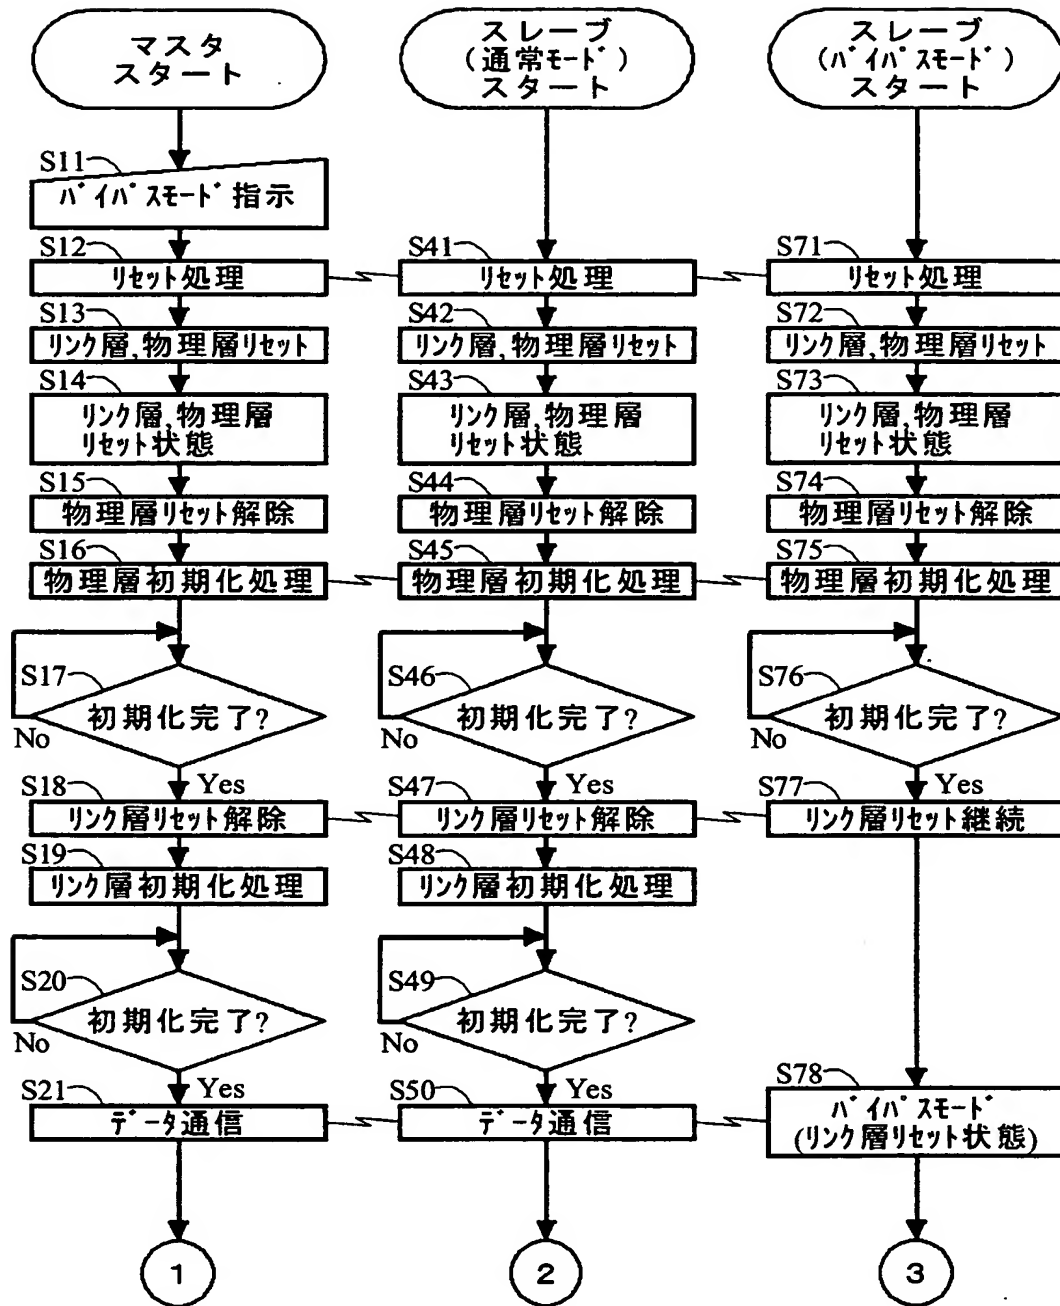 マスタ
スタート
S11
バイパスモード指示
S12
リセット処理
S13
リンク層,物理層リセット
S14
リンク層,物理層
リセット状態
S15
物理層リセット解除
S16
物理層初期化処理
S17
初期化完了?
No
Yes
S18
リンク層リセット解除
S19
リンク層初期化処理
S20
初期化完了?
No
Yes
S21
データ通信
1
スレーブ
(通常モード)
スタート
S41
リセット処理
S42
リンク層,物理層リセット
S43
リンク層,物理層
リセット状態
S44
物理層リセット解除
S45
物理層初期化処理
S46
初期化完了?
No
Yes
S47
リンク層リセット解除
S48
リンク層初期化処理
S49
初期化完了?
No
Yes
S50
データ通信
2
スレーブ
(バイパスモード)
スタート
S71
リセット処理
S72
リンク層,物理層リセット
S73
リンク層,物理層
リセット状態
S74
物理層リセット解除
S75
物理層初期化処理
S76
初期化完了?
No
Yes
S77
リンク層リセット継続
S78
バイパスモード
(リンク層リセット状態)
3